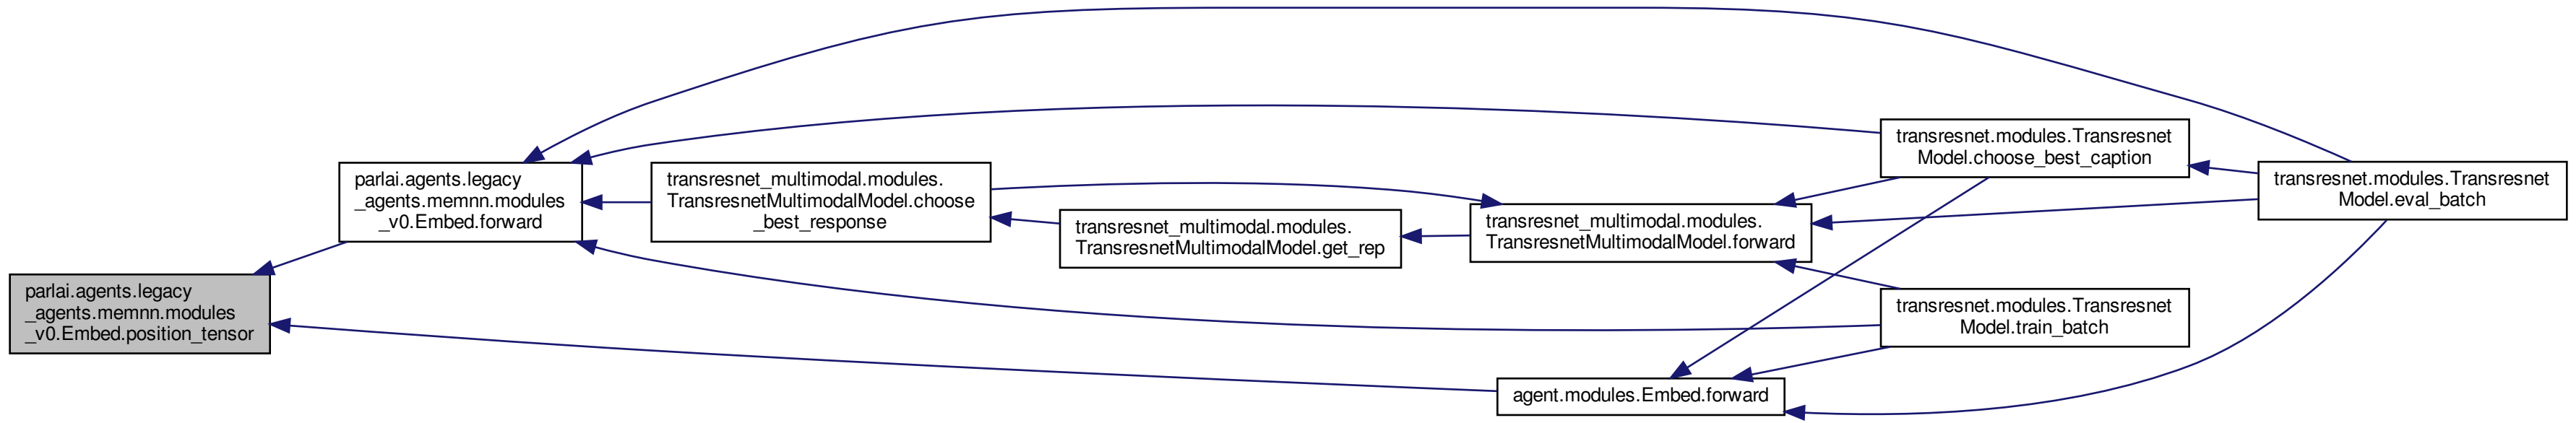 parlai.agents.legacy
_agents.memnn.modules
_v0.Embed.position_tensor
parlai.agents.legacy
_agents.memnn.modules
_v0.Embed.forward
transresnet_multimodal.modules.
TransresnetMultimodalModel.choose
_best_response
transresnet_multimodal.modules.
TransresnetMultimodalModel.get_rep
transresnet_multimodal.modules.
TransresnetMultimodalModel.forward
agent.modules.Embed.forward
transresnet.modules.Transresnet
Model.choose_best_caption
transresnet.modules.Transresnet
Model.train_batch
transresnet.modules.Transresnet
Model.eval_batch